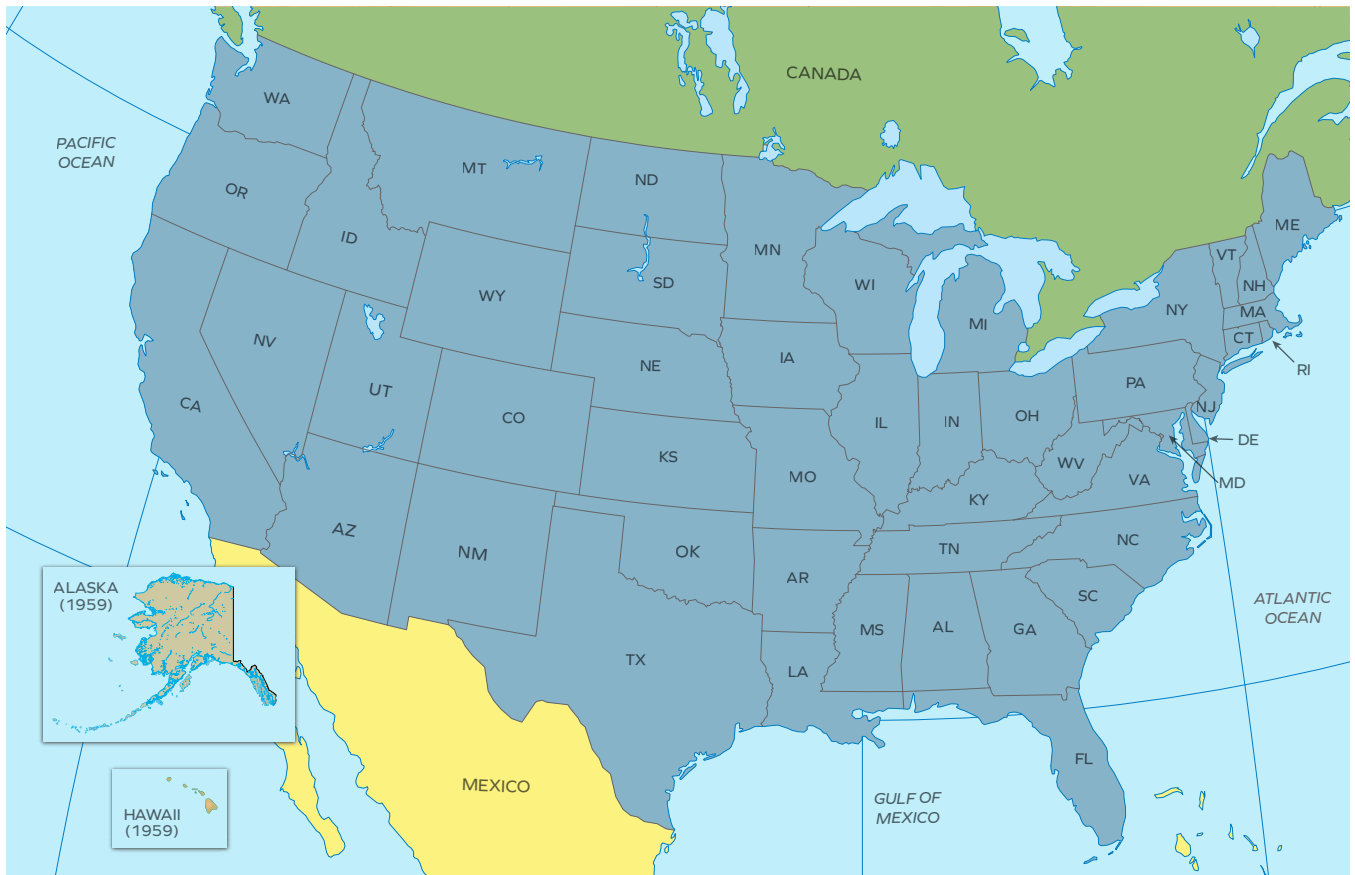 CANADA
WA
PACIFIC
OCEAN
MT
ND
OR
ME
ID
MN
VT
SD
WI
NH
WY
NY
MA
MI
NV
CT
IA
NE
RI
UT
PA
CA
NJ
CO
OH
IL
IN
DE
KS
WV
MO
VA
MD
KY
AZ
NC
TN
NM
OK
AR
ALASKA
(1959)
SC
ATLANTIC
OCEAN
MS
AL
GA
TX
LA
FL
MEXICO
GULF OF
MEXICO
HAWAII
(1959)